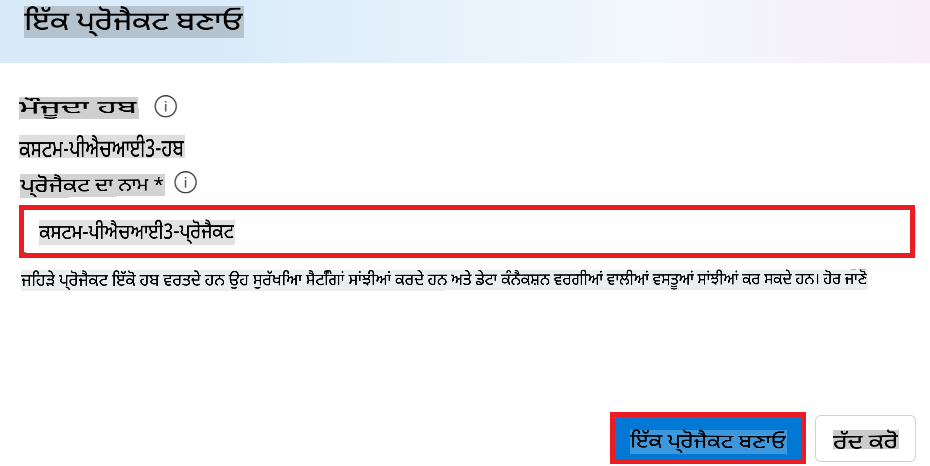 ਇੱਕ ਪ੍ਰੋਜੈਕਟ ਬਣਾਓ
ਮੌਜੂਦਾ ਹਬ
ਕਸਟਮ-ਪੀਐਚਆਈ3-ਹਬ
ਪ੍ਰੋਜੈਕਟ ਦਾ ਨਾਮ *
ਕਸਟਮ-ਪੀਐਚਆਈ3-ਪ੍ਰੋਜੈਕਟ
ਜਹਿੜੇ ਪ੍ਰੋਜੈਕਟ ਇੱਕੋ ਹਬ ਵਰਤਦੇ ਹਨ ਉਹ ਸੁਰੱਖਿਆ ਸੈਟਿੰਗਾਂ ਸਾਂਝੀਆਂ ਕਰਦੇ ਹਨ ਅਤੇ ਡੇਟਾ ਕੰਨੈਕਸ਼ਨ ਵਰਗੀਆਂ ਵਾਲੀਆਂ ਵਸਤੂਆਂ ਸਾਂਝੀਆਂ ਕਰ ਸਕਦੇ ਹਨ। ਹੋਰ ਜਾਣੋ
ਇੱਕ ਪ੍ਰੋਜੈਕਟ ਬਣਾਓ
ਰੱਦ ਕਰੋ